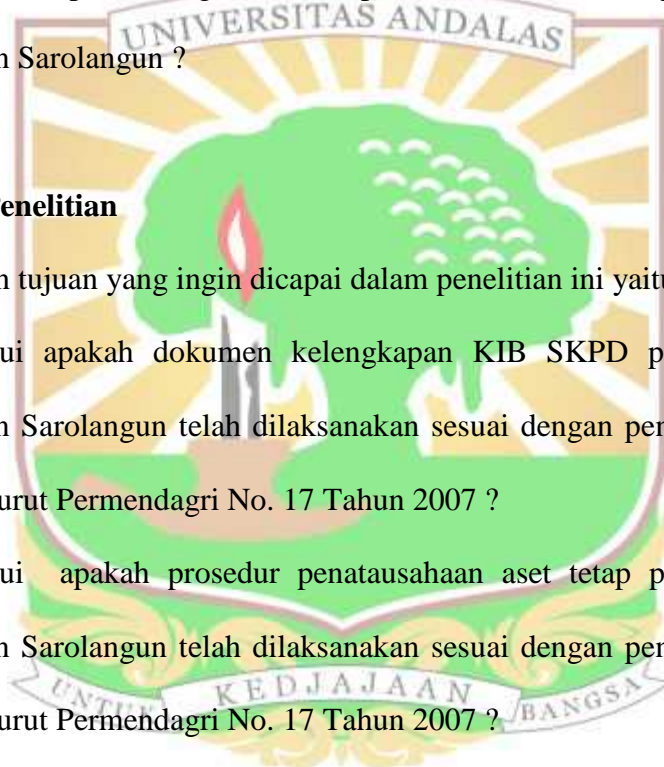 UNIVERSITAS ANDALAS
Sarolangun ?
enelitian
tujuan yang ingin dicapai dalam penelitian ini yaitu
ui apakah dokumen kelengkapan KIB SKPD p
Sarolangun telah dilaksanakan sesuai dengan per
urut Permendagri No. 17 Tahun 2007 ?
ui apakah prosedur penatausahaan aset tetap p
Sarolangun telah dilaksanakan sesuai dengan per
urut Permendagri No. 17 Tahun 2007 ?
UNTUK KEDJAJAAN BANGSA